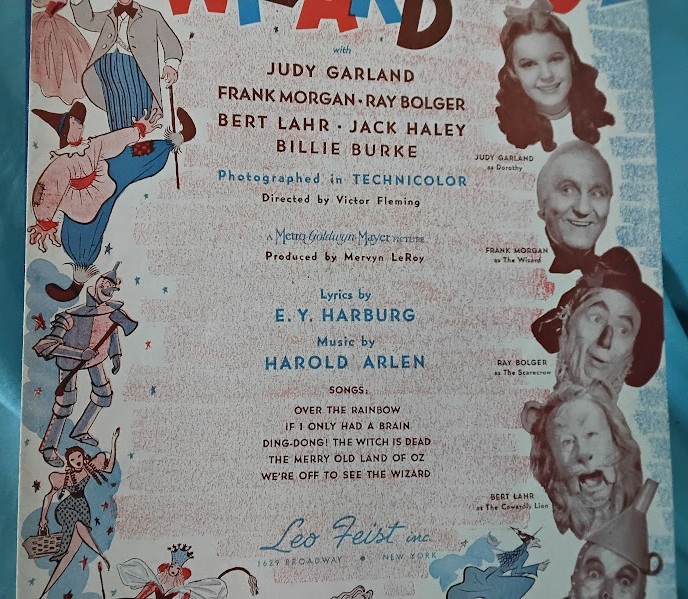 WIZARD
with
JUDY GARLAND
FRANK MORGAN • RAY BOLGER
BERT LAHR • JACK HALEY
BILLIE BURKE
Photographed in TECHNICOLOR
Directed by Victor Fleming
A Metro-Goldwyn-Mayer PICTURE
Produced by Mervyn LeRoy
Lyrics by
E. Y. HARBURG
Music by
HAROLD ARLEN
SONGS:
OVER THE RAINBOW
IF I ONLY HAD A BRAIN
DING-DONG! THE WITCH IS DEAD
THE MERRY OLD LAND OF OZ
WE'RE OFF TO SEE THE WIZARD
Leo Feist inc.
1629 BROADWAY • NEW YORK
JUDY GARLAND
as Dorothy
FRANK MORGAN
as The Wizard
RAY BOLGER
as The Scarecrow
BERT LAHR
as The Cowardly Lion